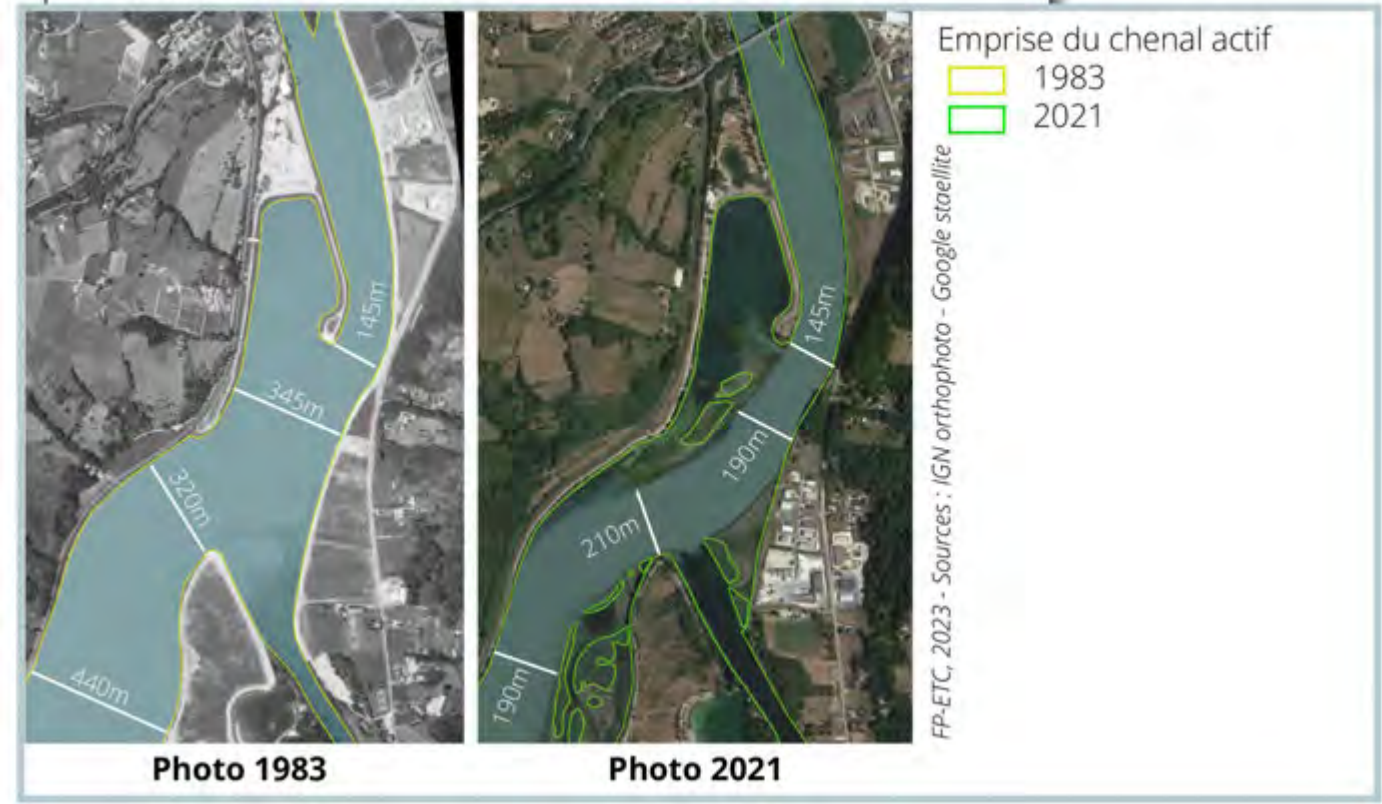 Emprise du chenal actif
1983
2021
FP-ETC, 2023 - Sources : IGN orthophoto - Google staellite
145m
345m
320m
440m
145m
190m
210m
190m
Photo 1983
Photo 2021